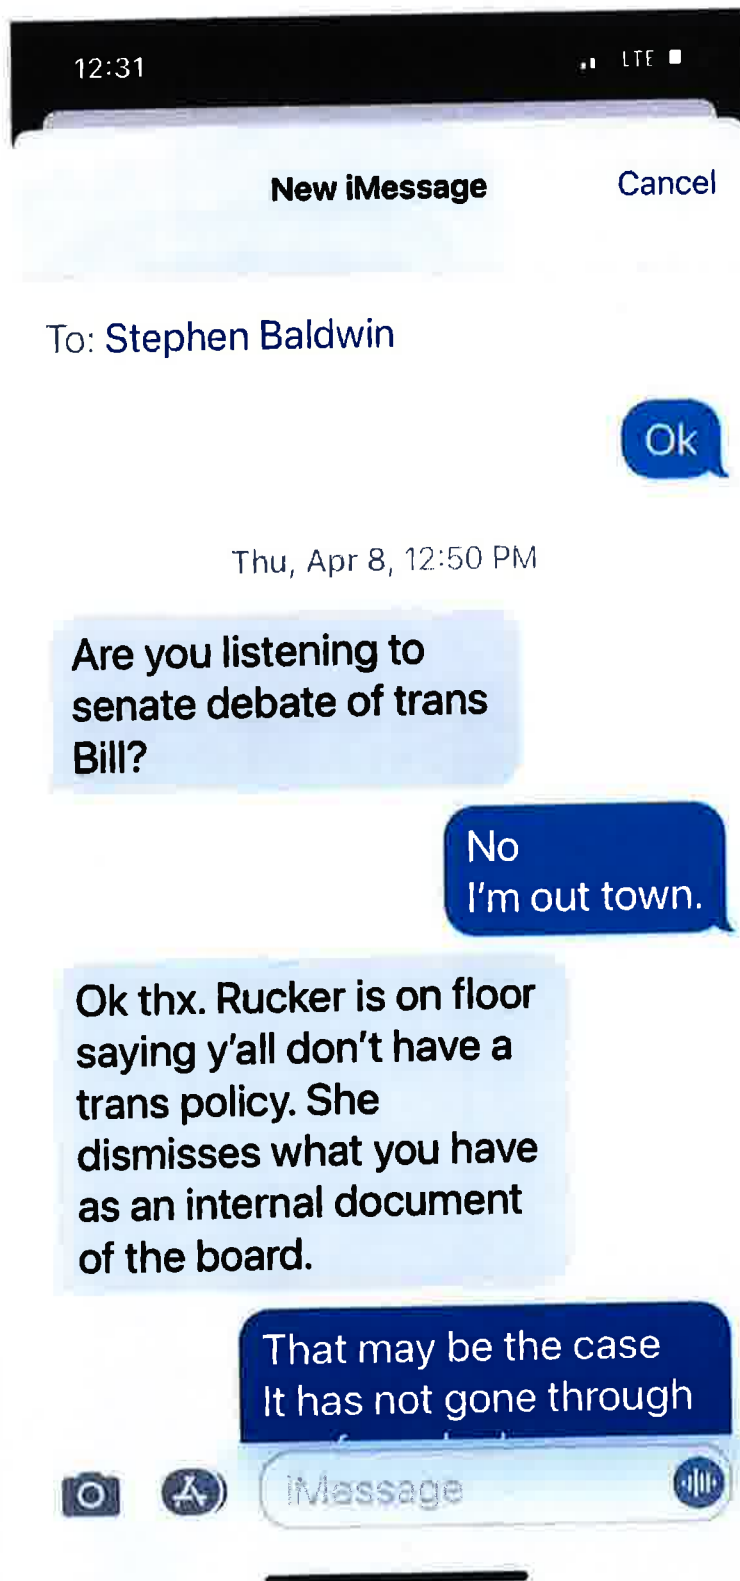 12:31 LTE
New iMessage Cancel
To: Stephen Baldwin
Ok
Thu, Apr 8, 12:50 PM
Are you listening to
senate debate of trans
Bill?
No
I'm out town.
Ok thx. Rucker is on floor
saying y'all don't have a
trans policy. She
dismisses what you have
as an internal document
of the board.
That may be the case
It has not gone through
iMessage